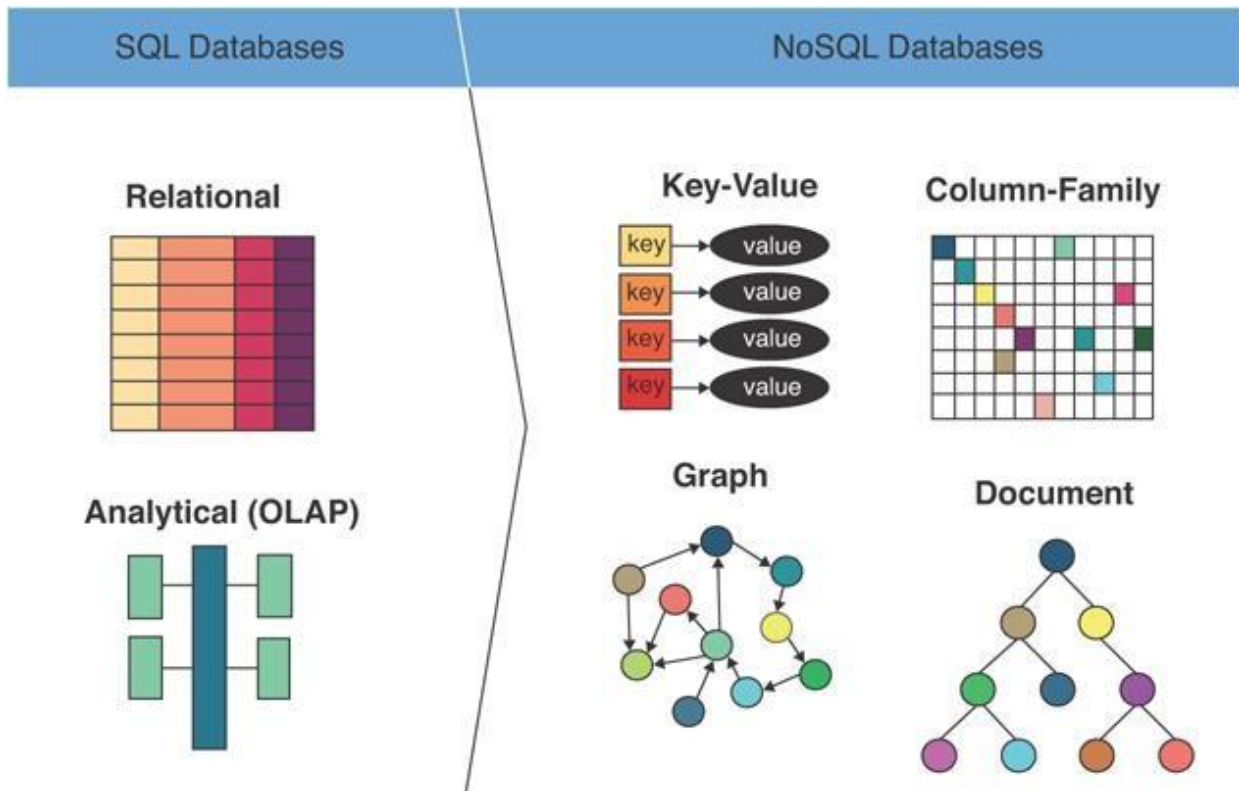 SQL Databases
NoSQL Databases
Relational
Analytical (OLAP)
Key-Value
key value
key value
key value
key value
Column-Family
Graph
Document